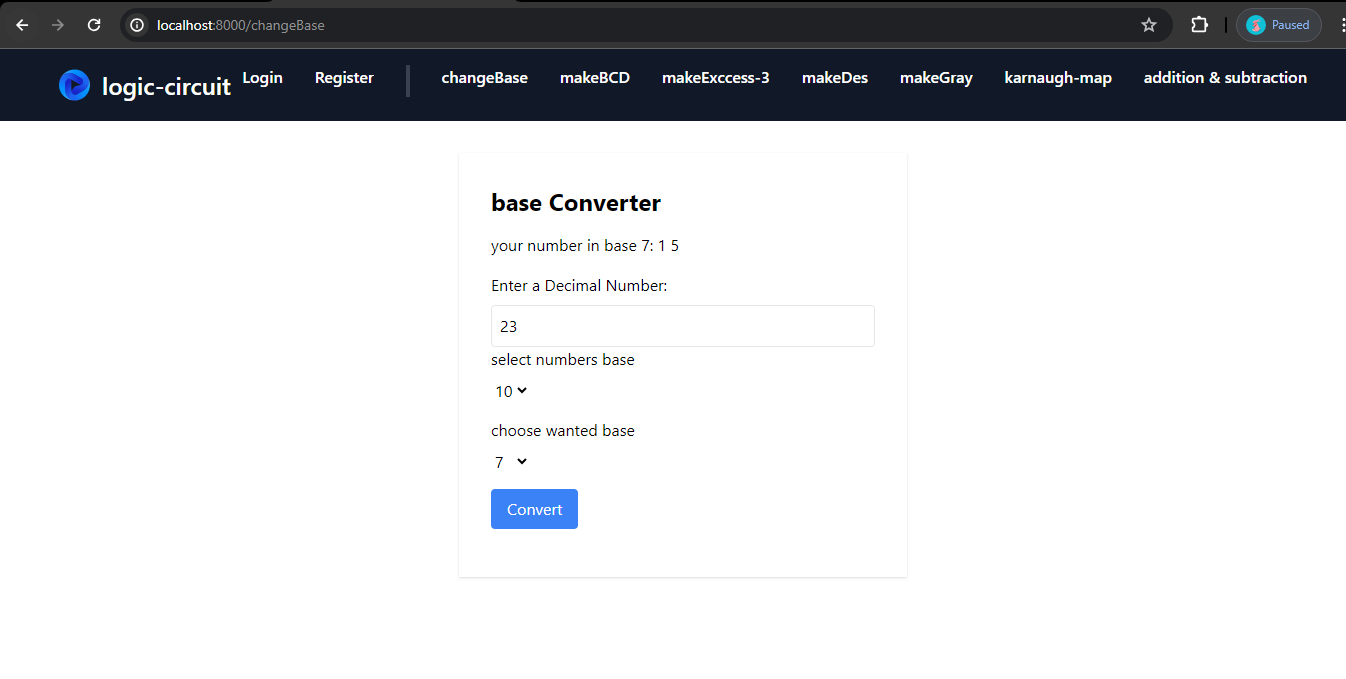 localhost:8000/changeBase
Paused
logic-circuit Login Register changeBase makeBCD makeExccess-3 makeDes makeGray karnaugh-map addition & subtraction
base Converter
your number in base 7: 1 5
Enter a Decimal Number:
23
select numbers base
10
choose wanted base
7
Convert